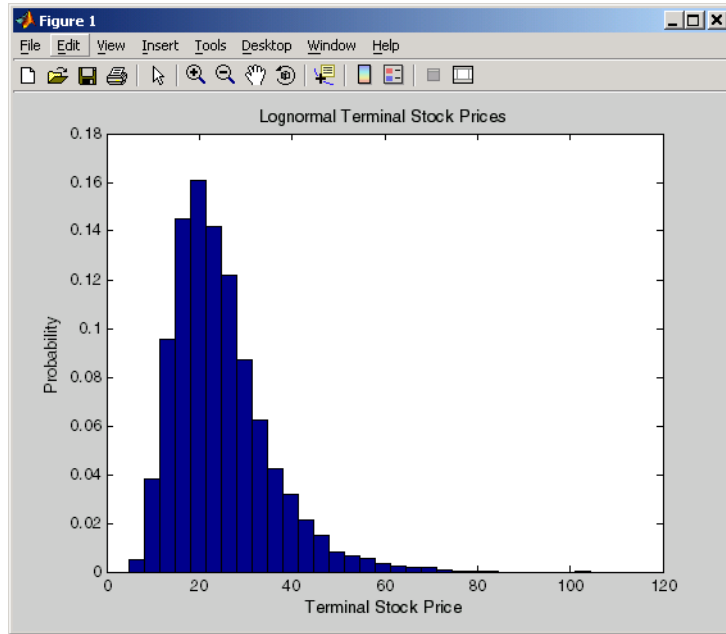 Figure 1
File Edit View Insert Tools Desktop Window Help
Lognormal Terminal Stock Prices
0.18
0.16
0.14
0.12
0.1
0.08
0.06
0.04
0.02
0
Probability
0 20 40 60 80 100 120
Terminal Stock Price